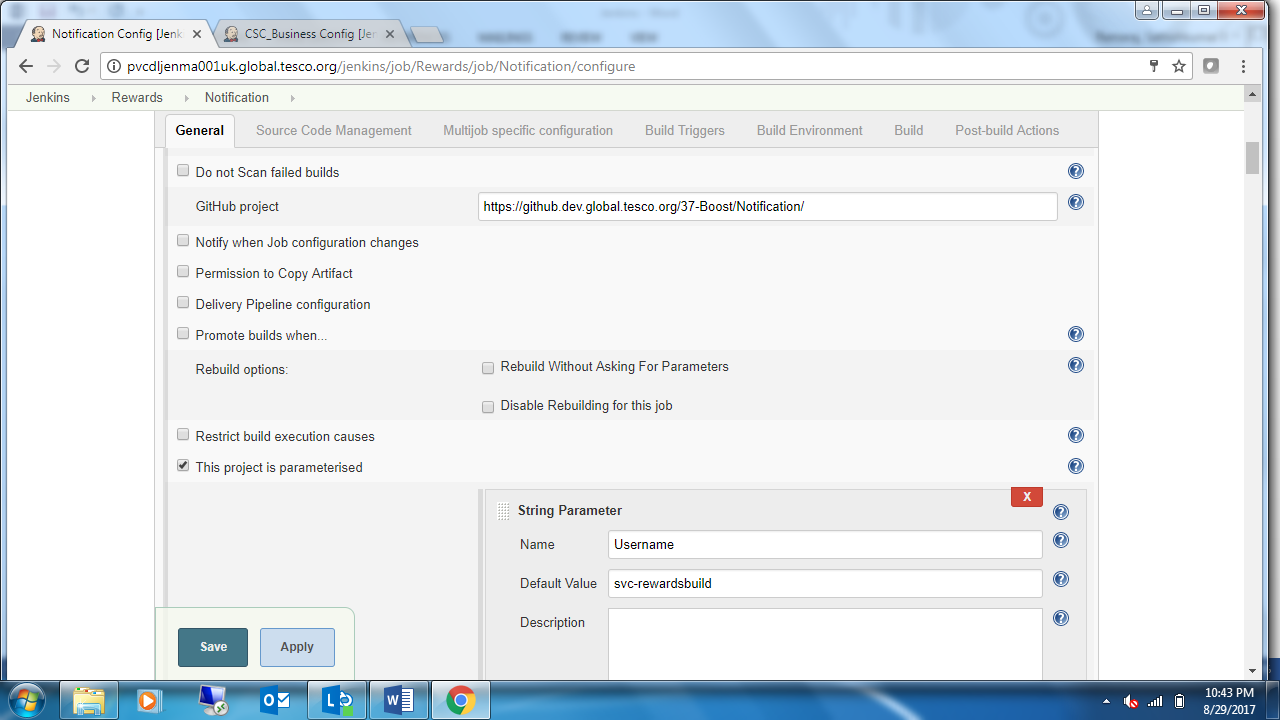 Notification Config [Jenk
CSC_Business Config [Jen
pvcdljenma001uk.global.tesco.org/jenkins/job/Rewards/job/Notification/configure
Jenkins Rewards Notification
General Source Code Management Multijob specific configuration Build Triggers Build Environment Build Post-build Actions
Do not Scan failed builds
GitHub project https://github.dev.global.tesco.org/37-Boost/Notification/
Notify when Job configuration changes
Permission to Copy Artifact
Delivery Pipeline configuration
Promote builds when...
Rebuild options: Rebuild Without Asking For Parameters
Disable Rebuilding for this job
Restrict build execution causes
This project is parameterised
X
String Parameter
Name Username
Default Value svc-rewardsbuild
Description
Save Apply
10:43 PM
8/29/2017